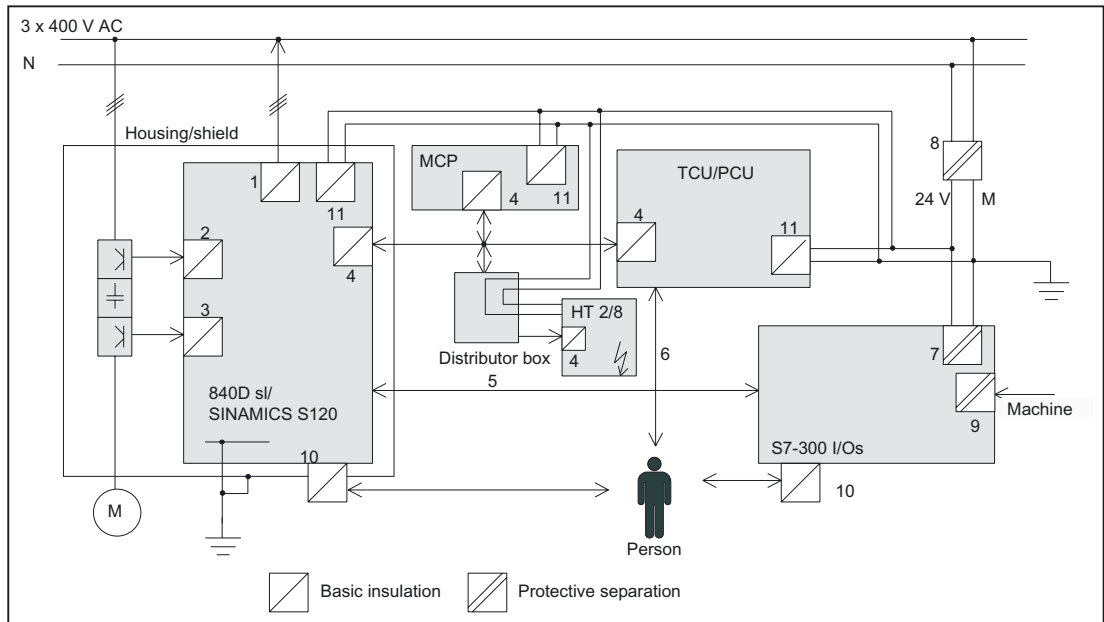 3 x 400 V AC
N
Housing/shield
8
MCP
TCU/PCU
1
11
4
11
24 V
M
2
4
4
11
3
HT 2/8
4
Distributor box
6
7
5
840D sl/
SINAMICS S120
9
Machine
S7-300 I/Os
10
10
M
Person
Basic insulation
Protective separation